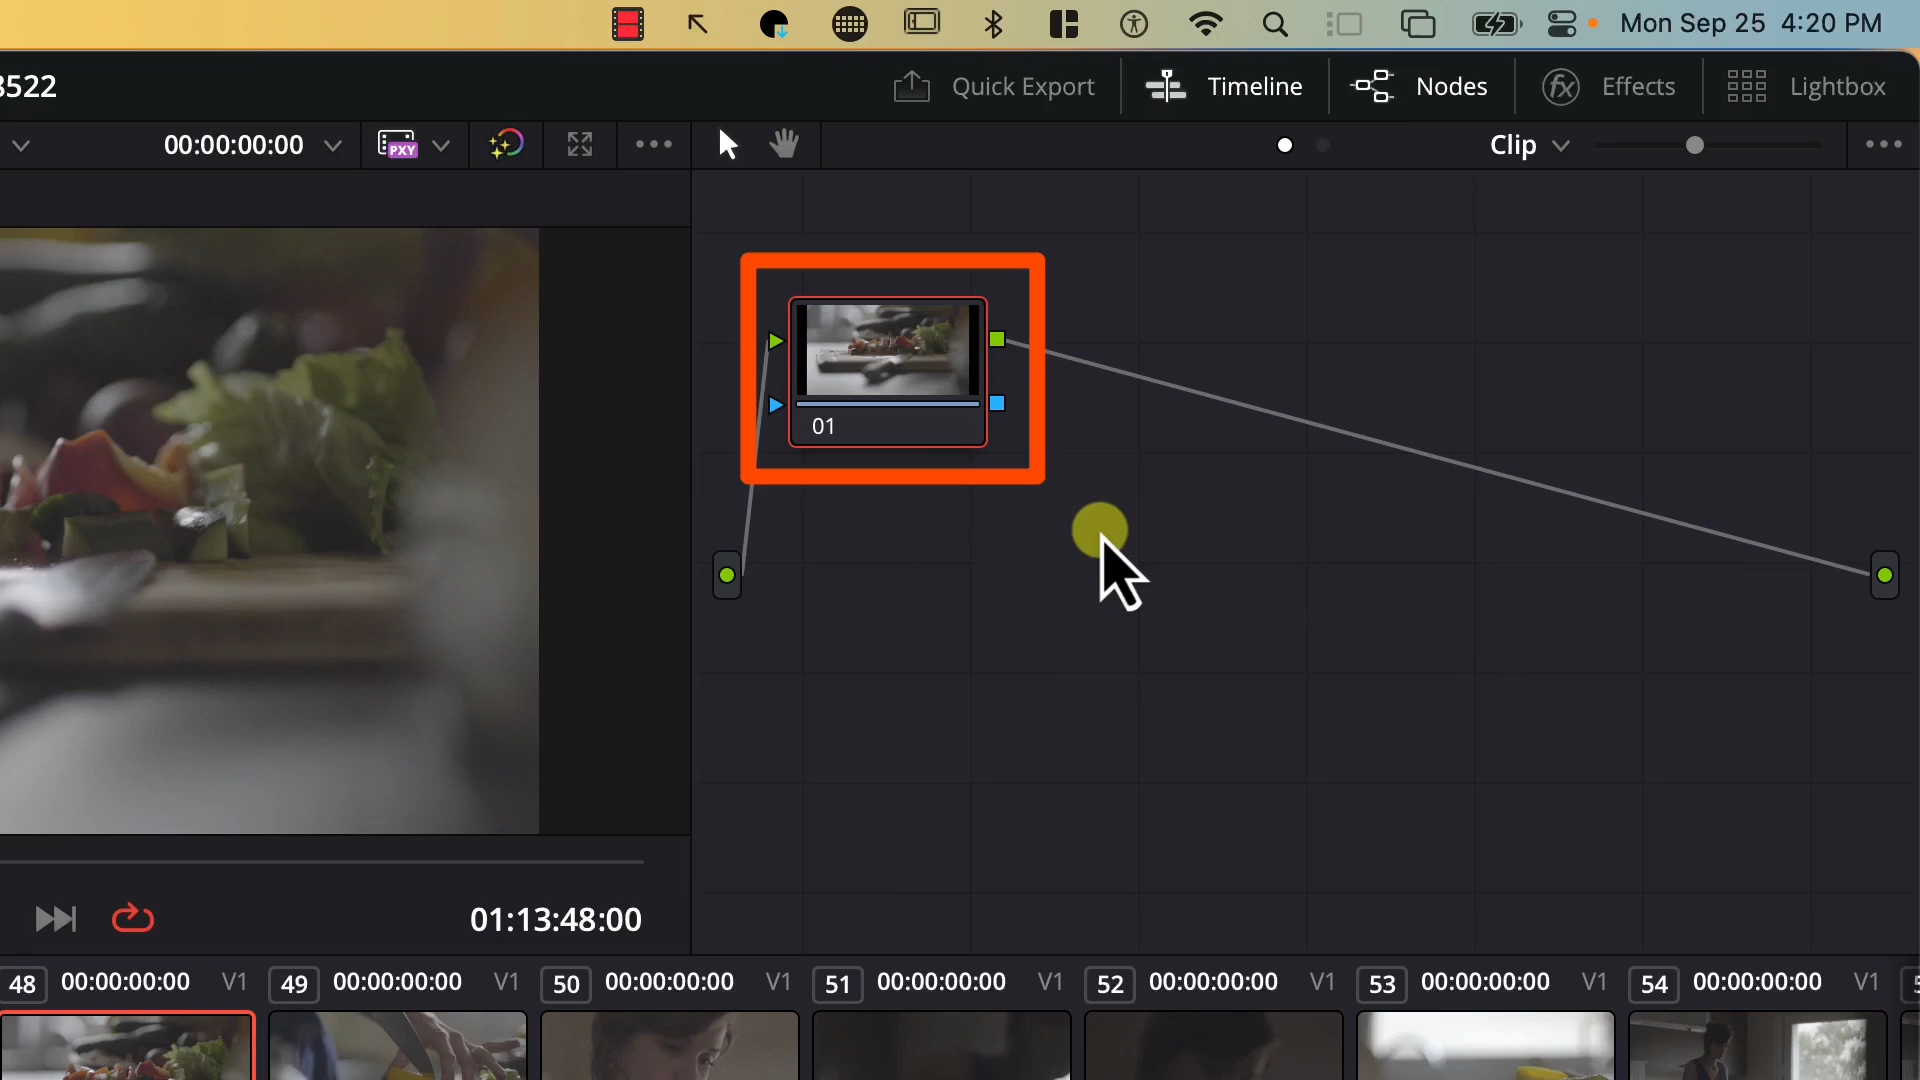 Mon Sep 25 4:20 PM
8522
Quick Export
Timeline
Nodes
Effects
Lightbox
00:00:00:00
PXY
Clip
01
01:13:48:00
48 00:00:00:00 V1
49 00:00:00:00 V1
50 00:00:00:00 V1
51 00:00:00:00 V1
52 00:00:00:00 V1
53 00:00:00:00 V1
54 00:00:00:00 V1